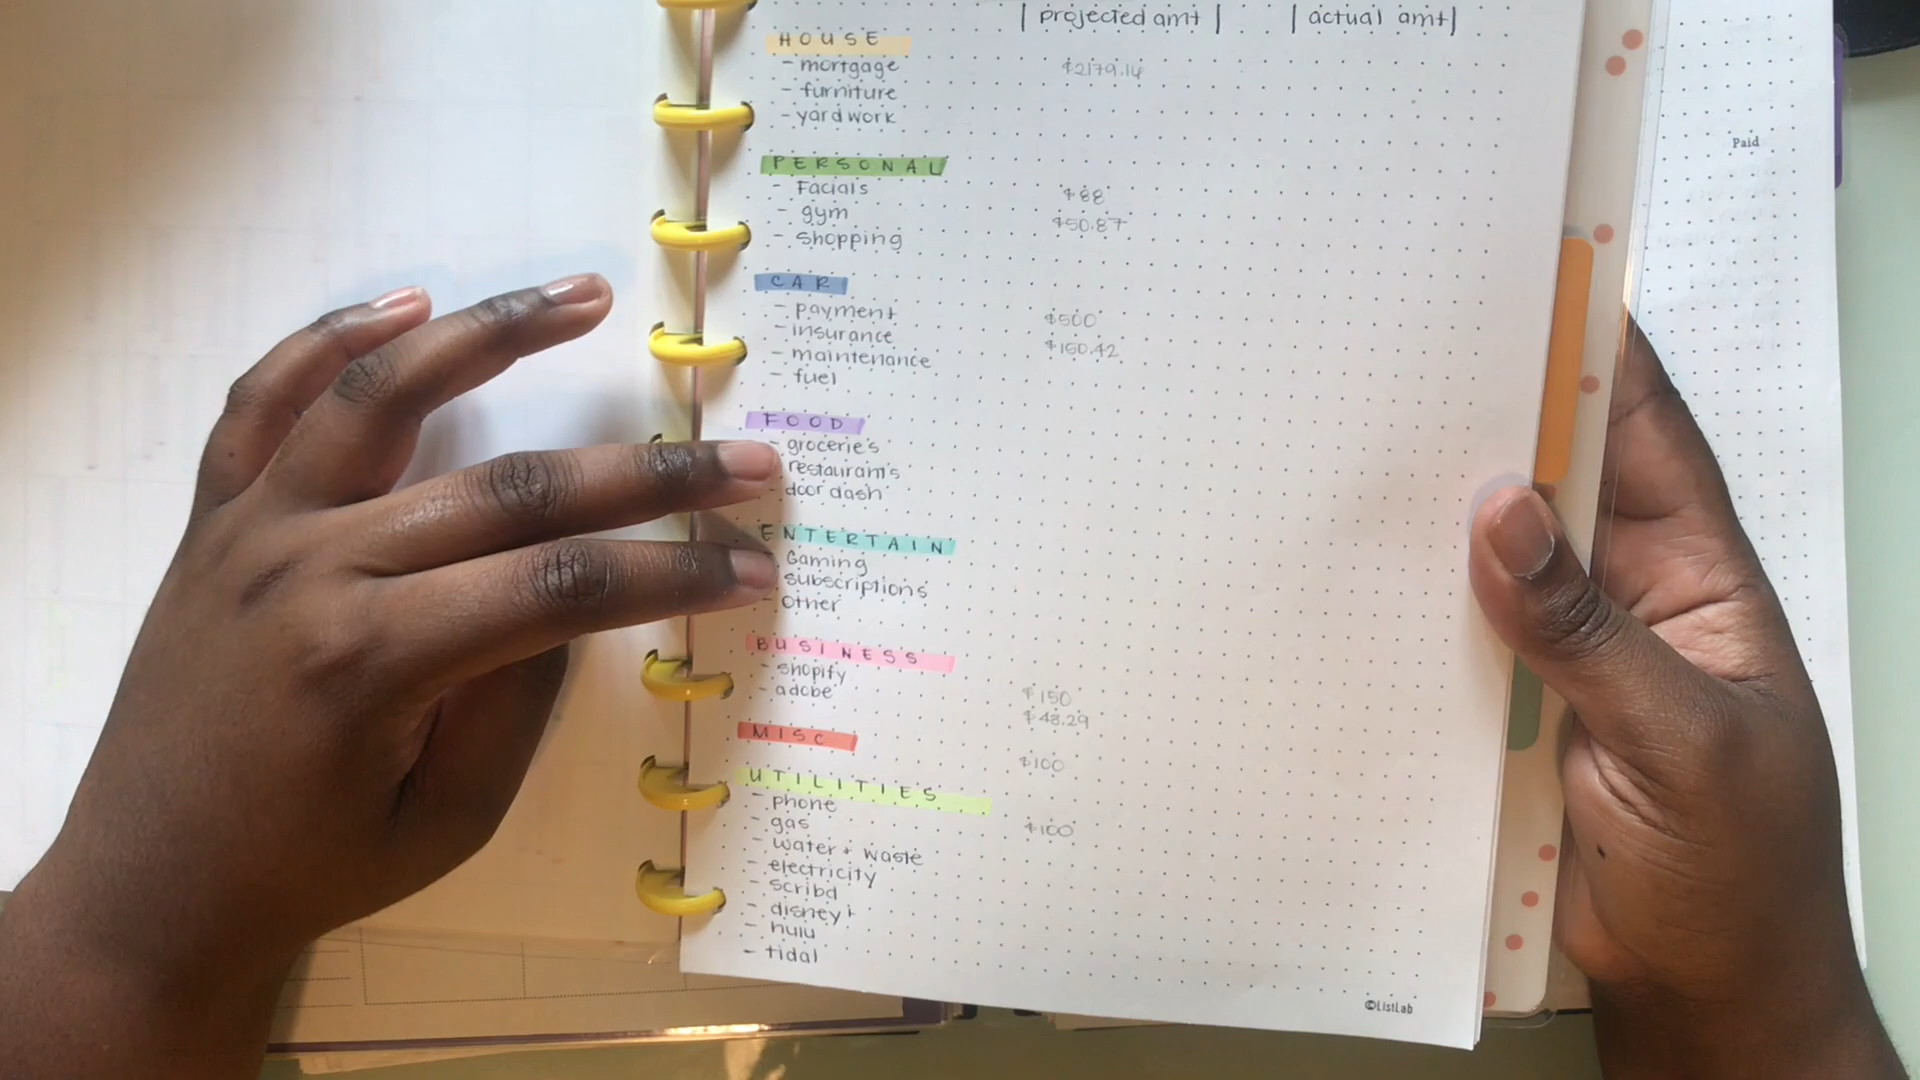 | projected amt | | actual amt |
HOUSE
- mortgage $2179.14
- furniture
- yard work
Paid
PERSONAL
- Facials $88
- gym $50.87
- shopping
CAR
- payment $500
- insurance $150.42
- maintenance
- fuel
FOOD
- groceries
restaurants
- door dash
ENTERTAIN
Gaming
subscriptions
- other
BUSINESS
- shopify $150
- adobe $48.29
MISC $100
UTILITIES
- phone $100
- gas
- water + waste
- electricity
- scribd
- disney+
- hulu
- tidal
©ListLab